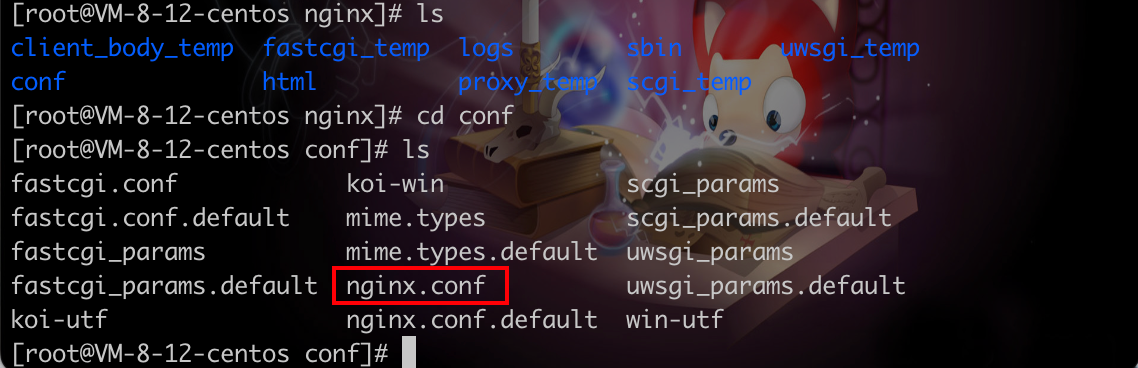 [root@VM-8-12-centos nginx]# ls
client_body_temp fastcgi_temp logs sbin uwsgi_temp
conf html proxy_temp scgi_temp
[root@VM-8-12-centos nginx]# cd conf
[root@VM-8-12-centos conf]# ls
fastcgi.conf koi-win scgi_params
fastcgi.conf.default mime.types scgi_params.default
fastcgi_params mime.types.default uwsgi_params
fastcgi_params.default nginx.conf uwsgi_params.default
koi-utf nginx.conf.default win-utf
[root@VM-8-12-centos conf]#